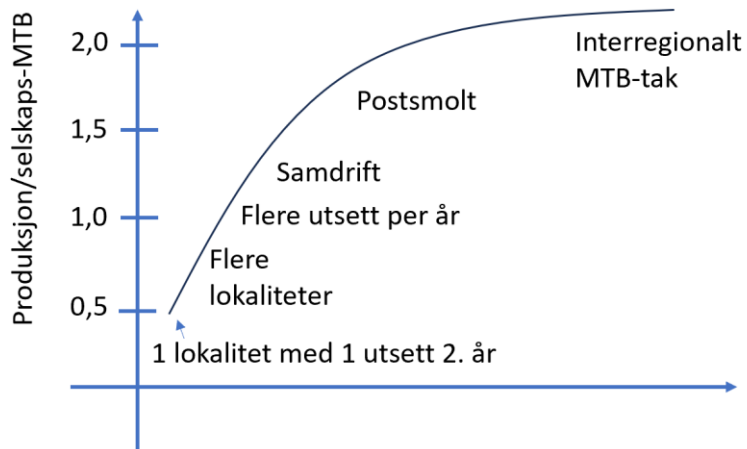 Produksjon/selskaps-MTB
2,0
1,5
1,0
0,5
Interregionalt
MTB-tak
Postsmolt
Samdrift
Flere utsett per år
Flere
lokaliteter
1 lokalitet med 1 utsett 2. år